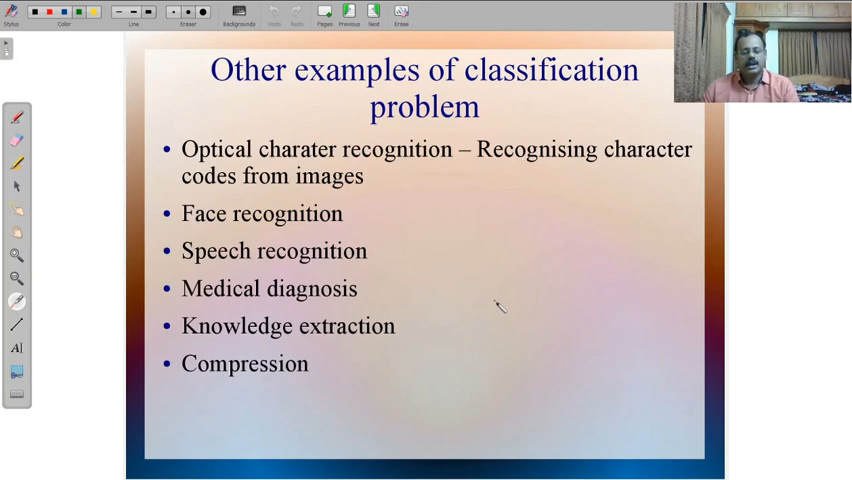 Stylus
Color
Line
Eraser
Backgrounds
Undo
Redo
Pages
Previous
Next
Erase
Other examples of classification
problem
• Optical charater recognition – Recognising character
codes from images
• Face recognition
• Speech recognition
• Medical diagnosis
• Knowledge extraction
• Compression
A